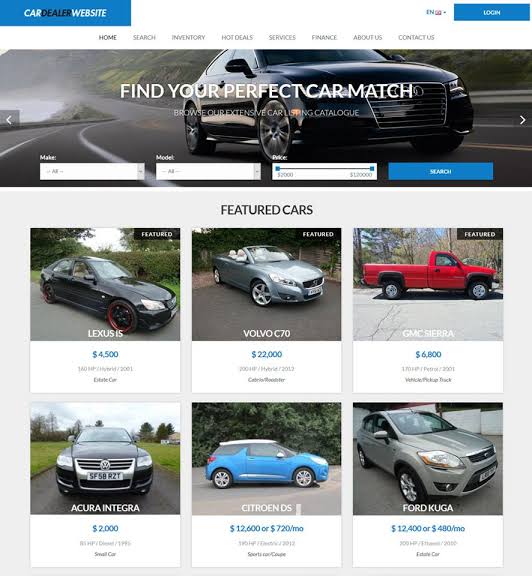 CARDEALERWEBSITE
EN
LOGIN
HOME SEARCH INVENTORY HOT DEALS SERVICES FINANCE ABOUT US CONTACT US
FIND YOUR PERFECT CAR MATCH
BROWSE OUR EXTENSIVE CAR LISTING CATALOGUE
Make: Model: Price:
-- All -- -- All -- $2000 $120000 SEARCH
FEATURED CARS
FEATURED FEATURED FEATURED
LEXUS IS VOLVO C70 GMC SIERRA
$ 4,500 $ 22,000 $ 6,800
160 HP / Hybrid / 2001 200 HP / Hybrid / 2012 170 HP / Petrol / 2001
Estate Car Cabrio/Roadster Vehicle/Pickup Truck
SF58 RZT
ACURA INTEGRA CITROEN DS FORD KUGA
$ 2,000 $ 12,600 or $ 720/mo $ 12,400 or $ 480/mo
85 HP / Diesel / 1995 190 HP / Electric / 2012 200 HP / Ethanol / 2010
Small Car Sports car/Coupe Estate Car